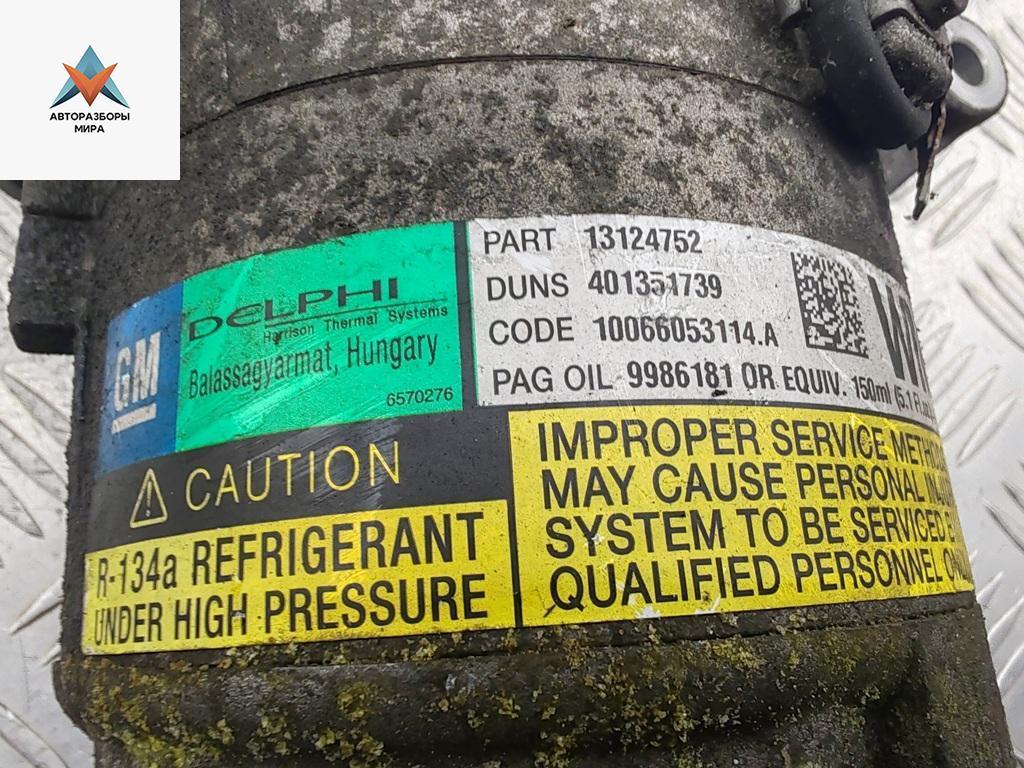 АВТОРАЗБОРЫ
МИРА
GM
DELPHI
Harrison Thermal Systems
Balassagyarmat, Hungary
6570276
PART 13124752
DUNS 401351739
CODE 10066053114.A
PAG OIL 9986181 OR EQUIV. 150ml (5.1
CAUTION
R-134a REFRIGERANT
UNDER HIGH PRESSURE
IMPROPER SERVICE
MAY CAUSE PERSONAL
SYSTEM TO BE SERVICED
QUALIFIED PERSONNEL